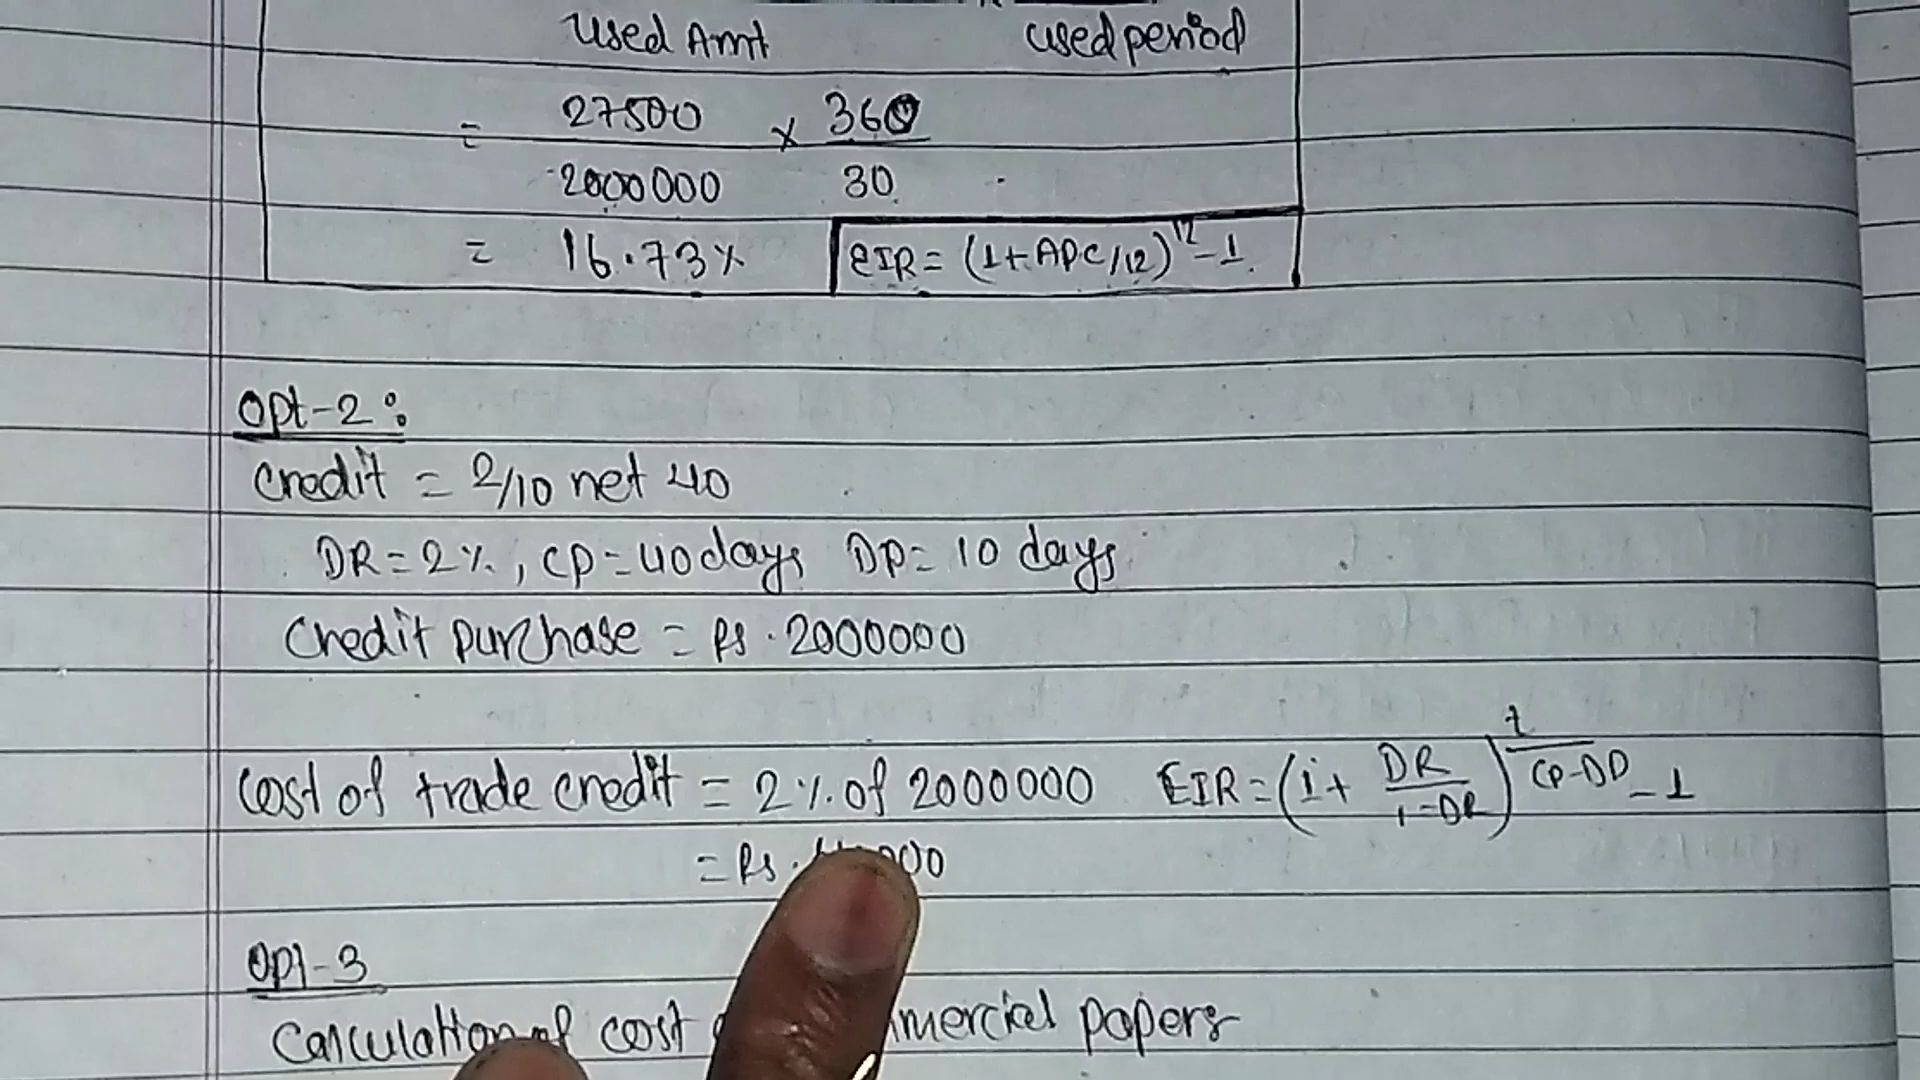 Used Amt used period
= 27500 × 360
2000000 30
= 16.73% EIR = (1+APC/12)^12 - 1
Opt-2:
Credit = 2/10 net 40
DR = 2%, CP = 40 days DP = 10 days
Credit purchase = Rs. 2000000
Cost of trade credit = 2% of 2000000 EIR = (1 + DR/1-DR)^t/CP-DP - 1
= Rs.
Opt-3
Calculation of cost papers